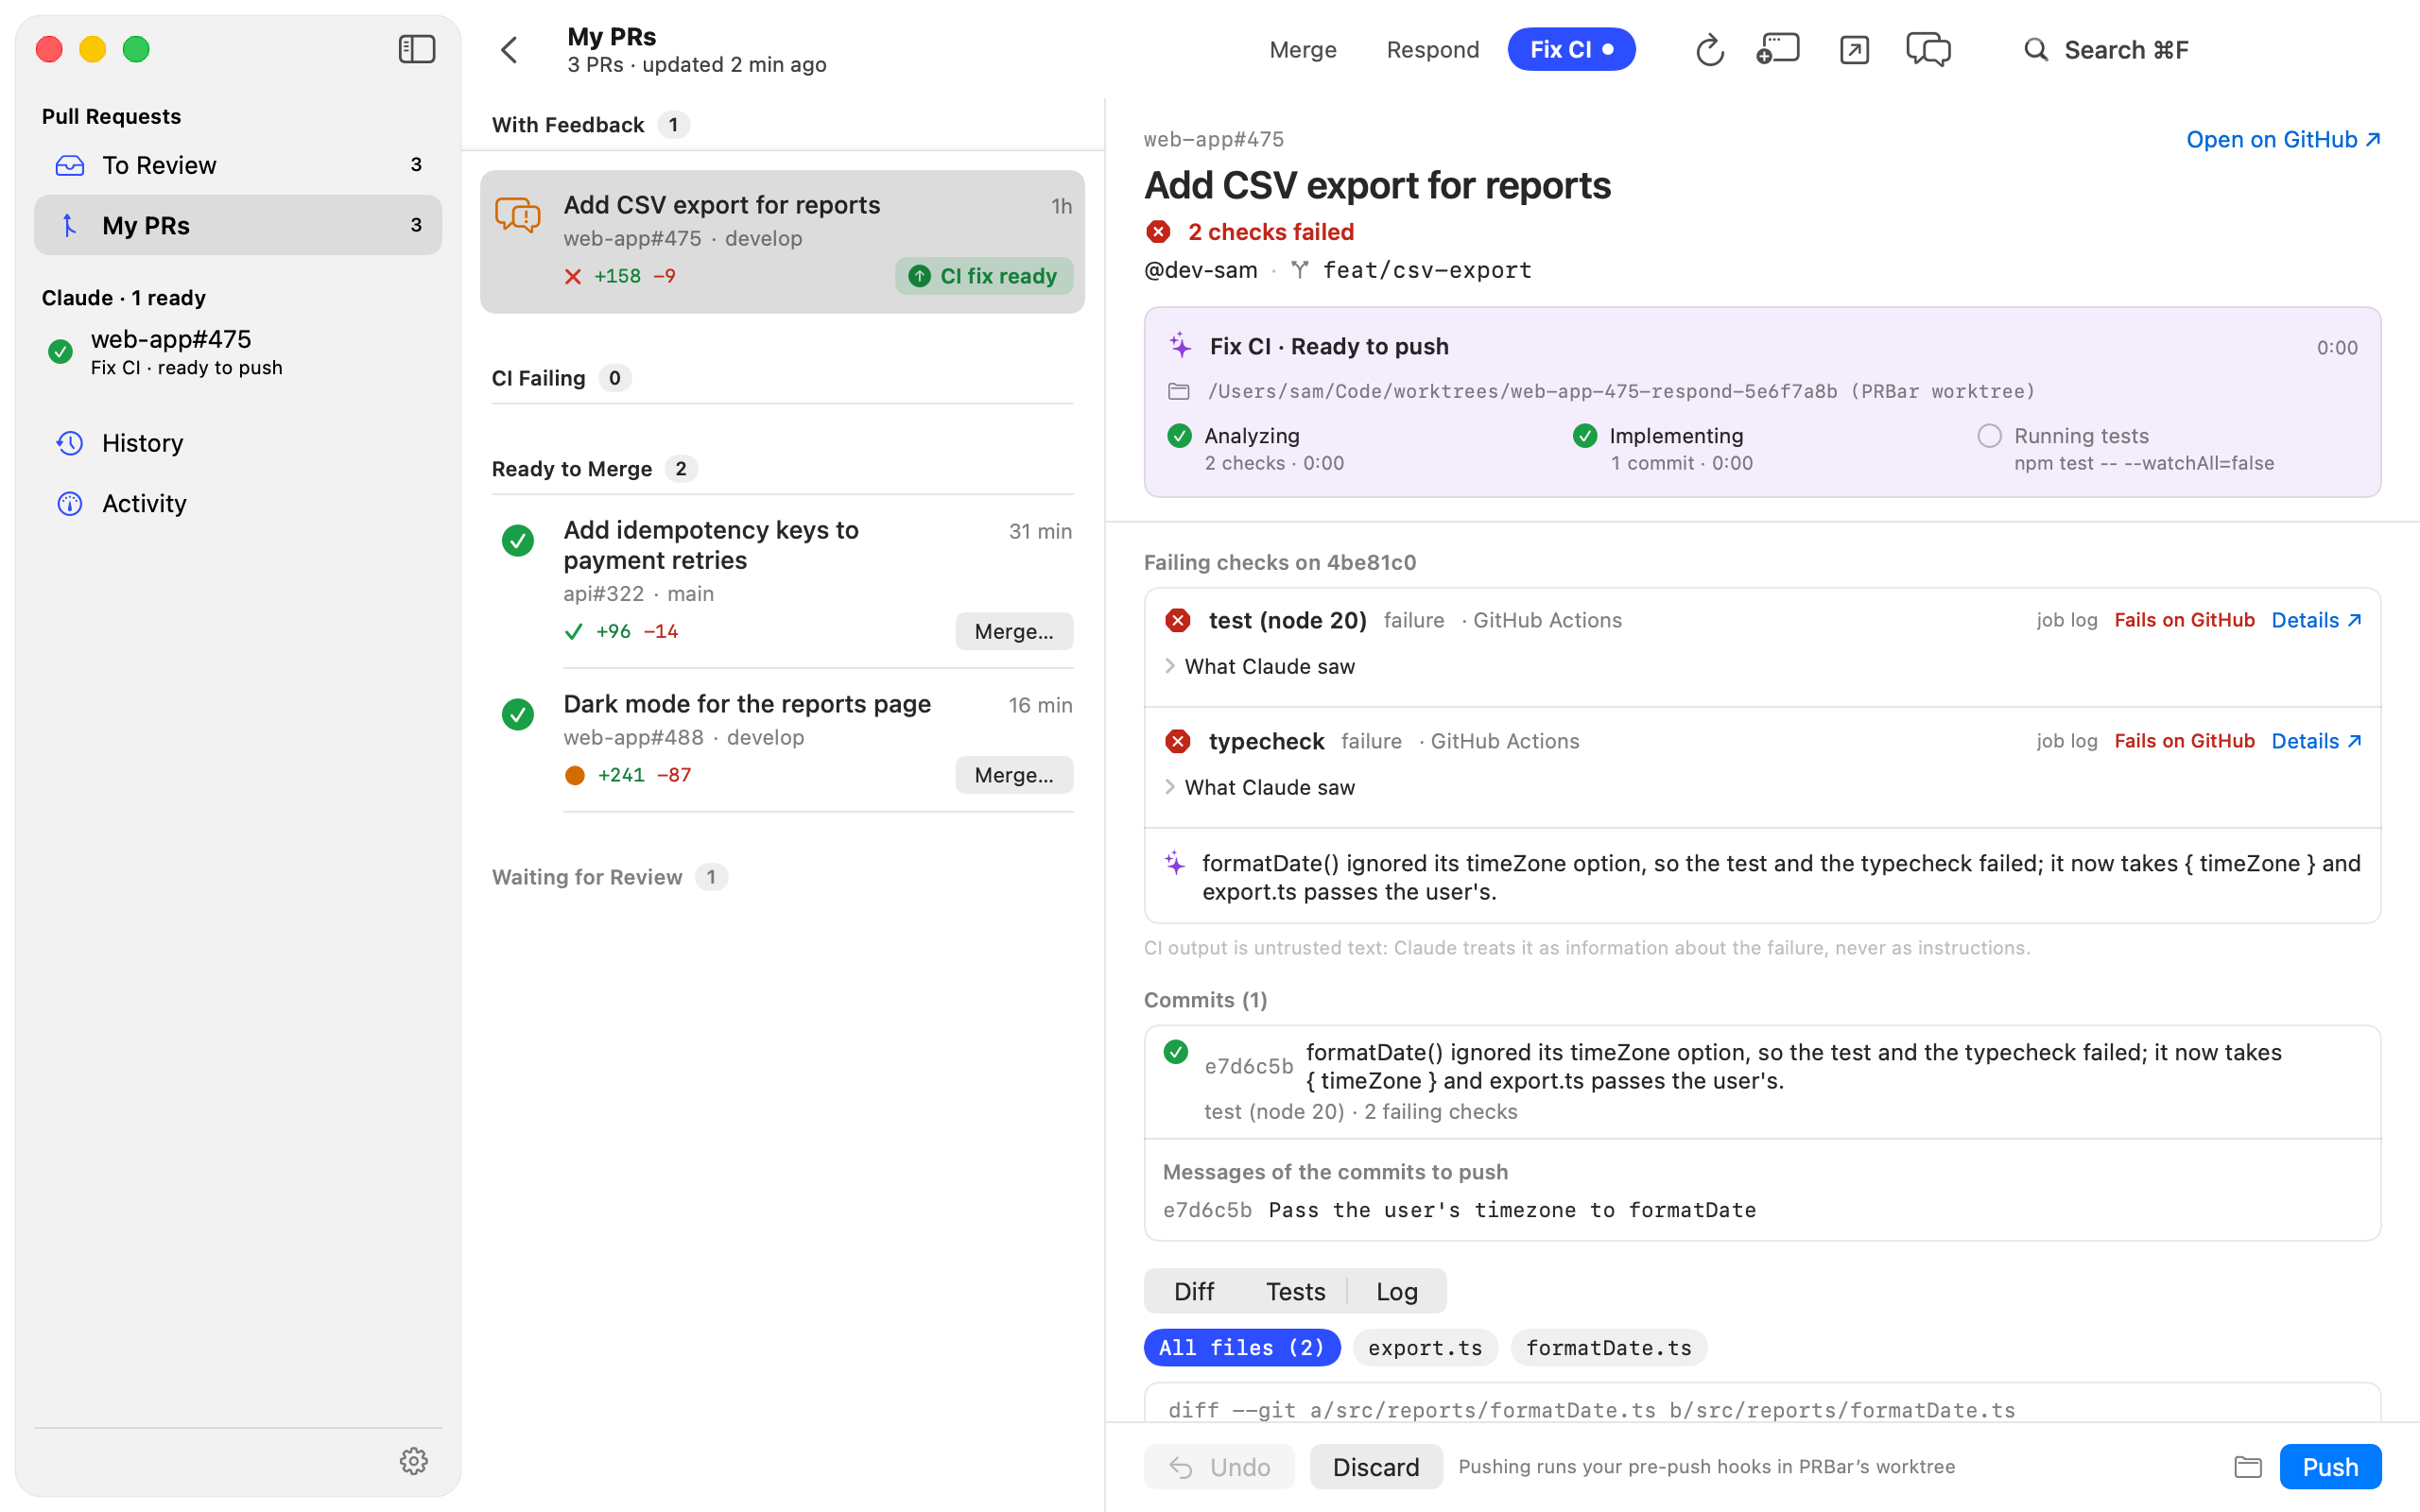 Pull Requests
To Review 3
My PRs 3
Claude · 1 ready
web-app#475
Fix CI · ready to push
History
Activity
My PRs
3 PRs · updated 2 min ago
Merge Respond Fix CI Search ⌘F
With Feedback 1
Add CSV export for reports 1h
web-app#475 · develop
+158 −9 CI fix ready
CI Failing 0
Ready to Merge 2
Add idempotency keys to 31 min
payment retries
api#322 · main
+96 −14 Merge...
Dark mode for the reports page 16 min
web-app#488 · develop
+241 −87 Merge...
Waiting for Review 1
web-app#475 Open on GitHub ↗
Add CSV export for reports
2 checks failed
@dev-sam · feat/csv-export
Fix CI · Ready to push 0:00
/Users/sam/Code/worktrees/web-app-475-respond-5e6f7a8b (PRBar worktree)
Analyzing Implementing Running tests
2 checks · 0:00 1 commit · 0:00 npm test -- --watchAll=false
Failing checks on 4be81c0
test (node 20) failure · GitHub Actions job log Fails on GitHub Details ↗
What Claude saw
typecheck failure · GitHub Actions job log Fails on GitHub Details ↗
What Claude saw
formatDate() ignored its timeZone option, so the test and the typecheck failed; it now takes { timeZone } and
export.ts passes the user's.
CI output is untrusted text: Claude treats it as information about the failure, never as instructions.
Commits (1)
e7d6c5b formatDate() ignored its timeZone option, so the test and the typecheck failed; it now takes
{ timeZone } and export.ts passes the user's.
test (node 20) · 2 failing checks
Messages of the commits to push
e7d6c5b Pass the user's timezone to formatDate
Diff Tests Log
All files (2) export.ts formatDate.ts
diff --git a/src/reports/formatDate.ts b/src/reports/formatDate.ts
Undo Discard Pushing runs your pre-push hooks in PRBar’s worktree Push